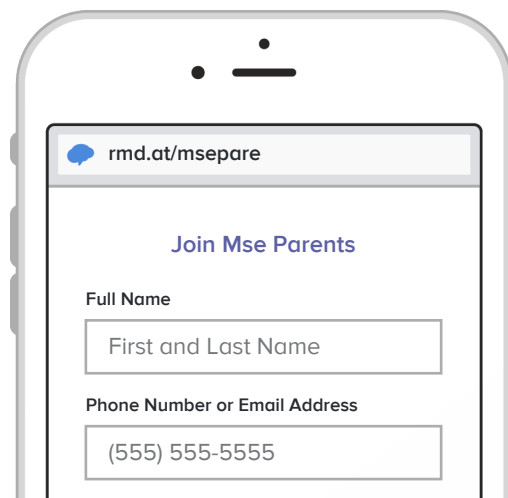 rmd.at/msepare
Join Mse Parents
Full Name
First and Last Name
Phone Number or Email Address
(555) 555-5555